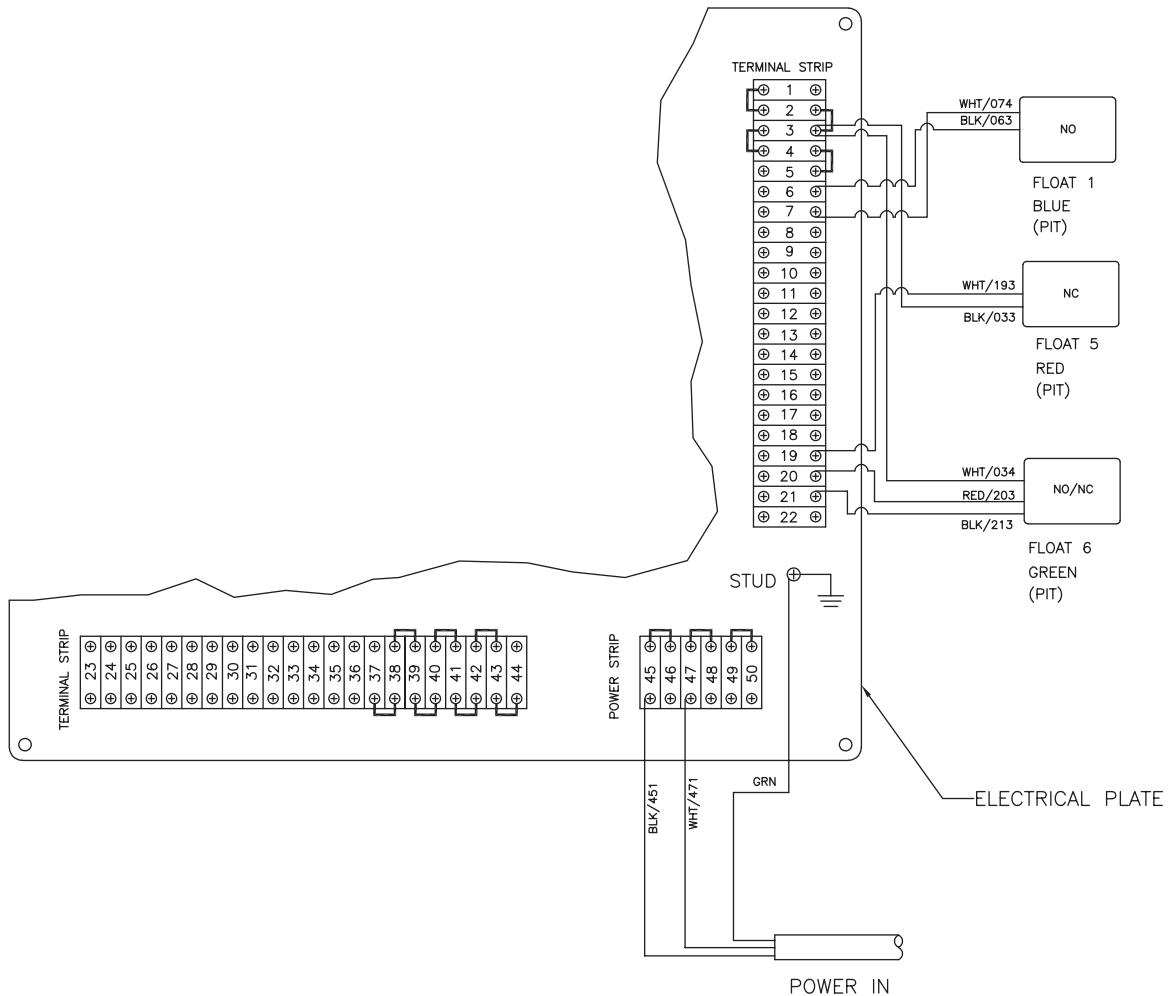 TERMINAL STRIP
1
2
3
4
5
6
7
8
9
10
11
12
13
14
15
16
17
18
19
20
21
22
WHT/074
BLK/063
NO
FLOAT 1
BLUE
(PIT)
WHT/193
BLK/033
NC
FLOAT 5
RED
(PIT)
WHT/034
RED/203
BLK/213
NO/NC
FLOAT 6
GREEN
(PIT)
STUD
TERMINAL STRIP
23 24 25 26 27 28 29 30 31 32 33 34 35 36 37 38 39 40 41 42 43 44
POWER STRIP
45 46 47 48 49 50
BLK/451
WHT/471
GRN
ELECTRICAL PLATE
POWER IN